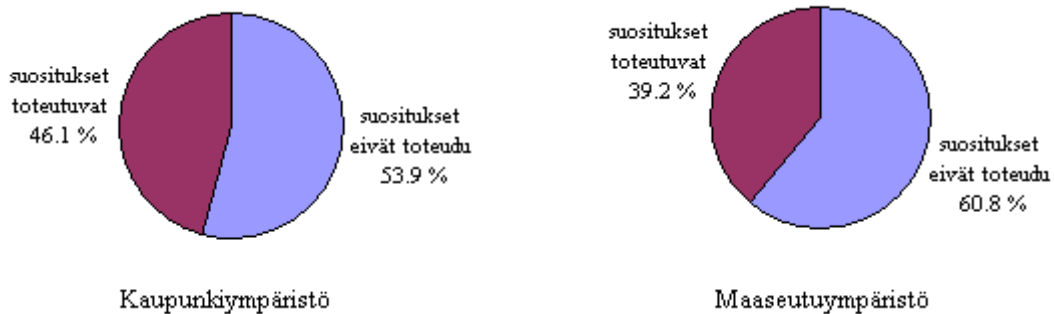 suositukset
toteutuvat
46.1 %
suositukset
eivät toteudu
53.9 %
Kaupunkiympäristö
suositukset
toteutuvat
39.2 %
suositukset
eivät toteudu
60.8 %
Maaseutuympäristö